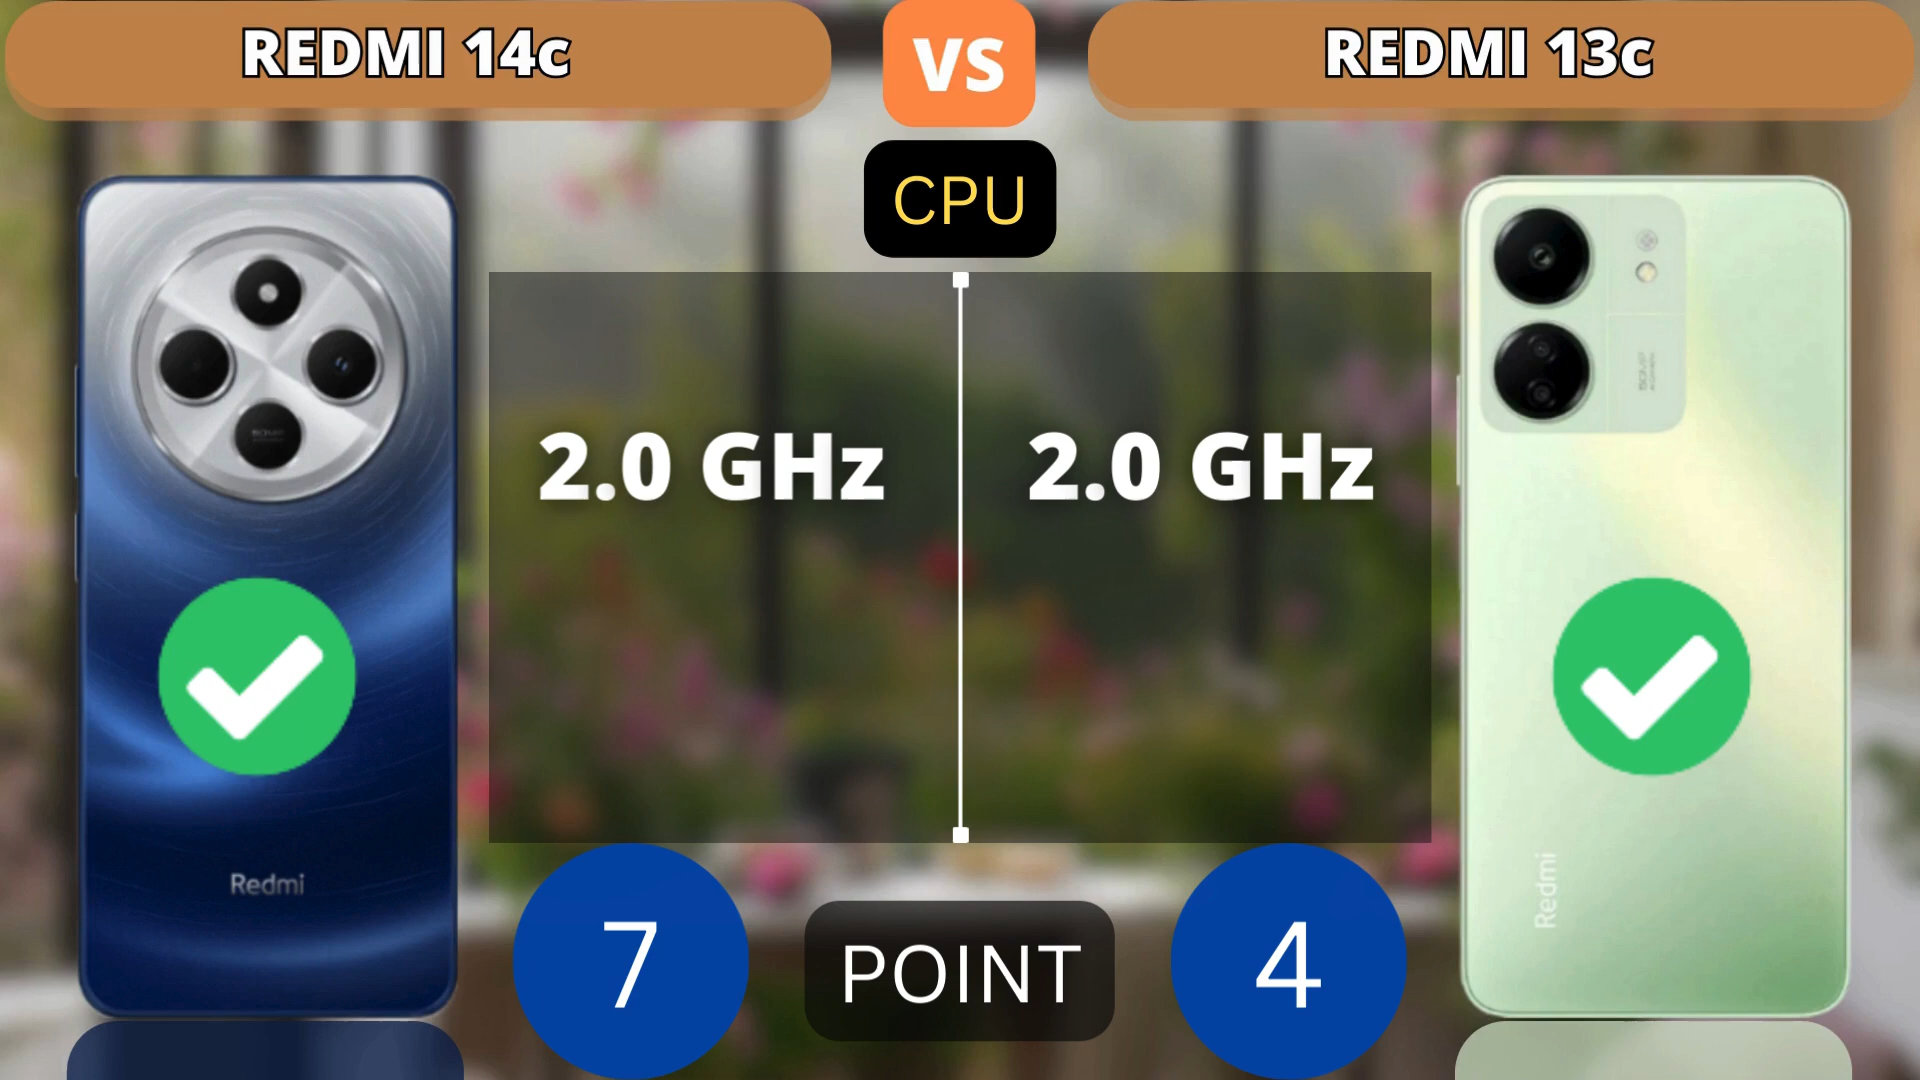 REDMI 14c
VS
REDMI 13c
CPU
2.0 GHz
2.0 GHz
Redmi
Redmi
7
POINT
4